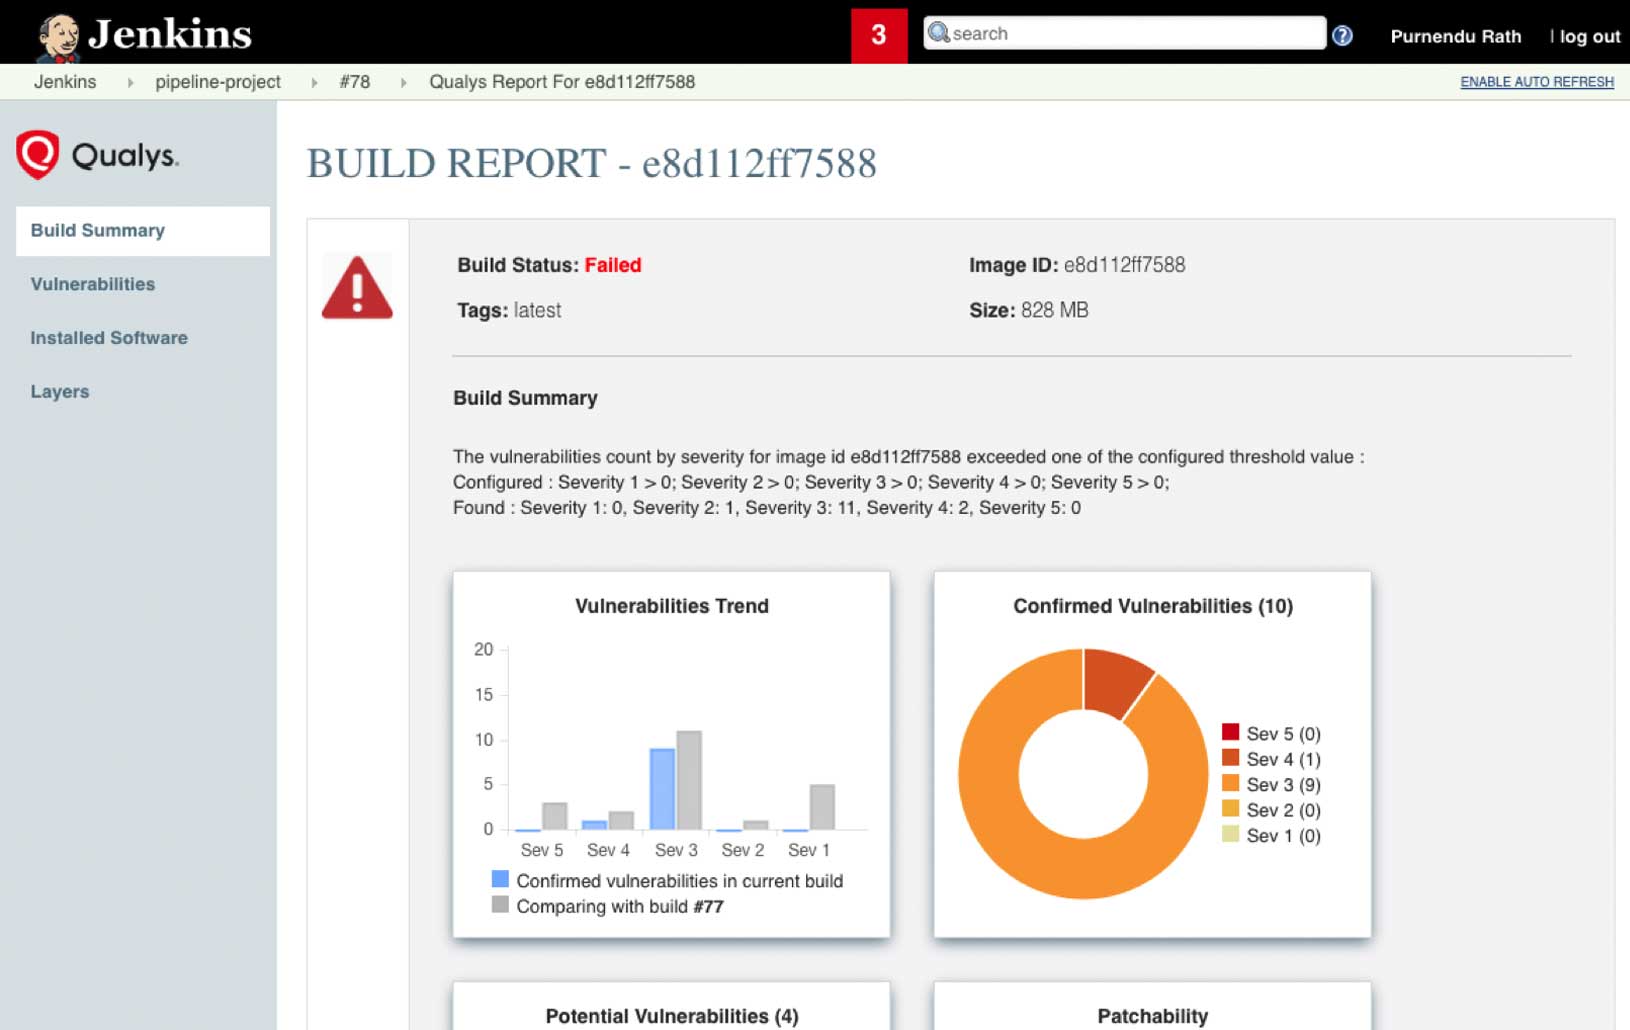 Jenkins
3
search
?
Purnendu Rath | log out
Jenkins pipeline-project #78 Qualys Report For e8d112ff7588
ENABLE AUTO REFRESH
Qualys.
Build Summary
Vulnerabilities
Installed Software
Layers
BUILD REPORT - e8d112ff7588
Build Status: Failed
Image ID: e8d112ff7588
Tags: latest
Size: 828 MB
Build Summary
The vulnerabilities count by severity for image id e8d112ff7588 exceeded one of the configured threshold value :
Configured : Severity 1 > 0; Severity 2 > 0; Severity 3 > 0; Severity 4 > 0; Severity 5 > 0;
Found : Severity 1: 0, Severity 2: 1, Severity 3: 11, Severity 4: 2, Severity 5: 0
Vulnerabilities Trend
20
15
10
5
0
Sev 5 Sev 4 Sev 3 Sev 2 Sev 1
Confirmed vulnerabilities in current build
Comparing with build #77
Confirmed Vulnerabilities (10)
Sev 5 (0)
Sev 4 (1)
Sev 3 (9)
Sev 2 (0)
Sev 1 (0)
Potential Vulnerabilities (4)
Patchability